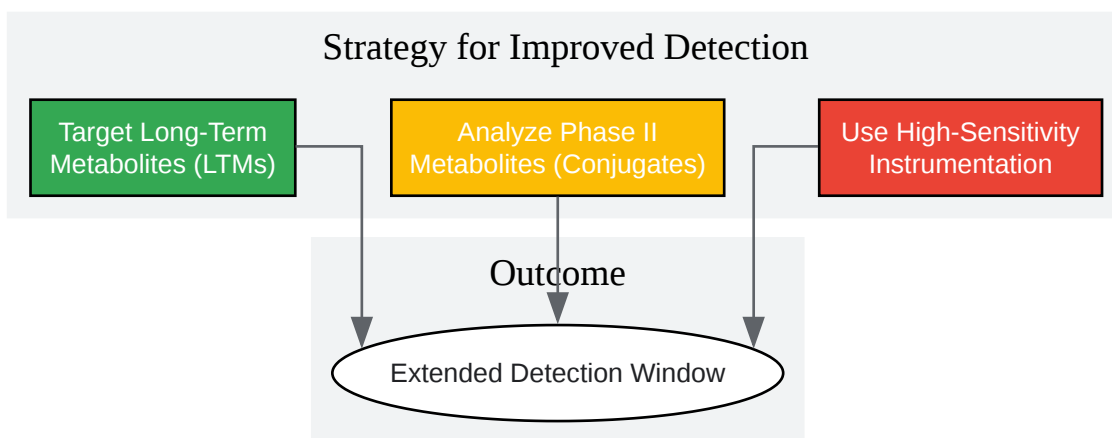 Strategy for Improved Detection
Target Long-Term
Metabolites (LTMs)
Analyze Phase II
Metabolites (Conjugates)
Use High-Sensitivity
Instrumentation
Outcome
Extended Detection Window